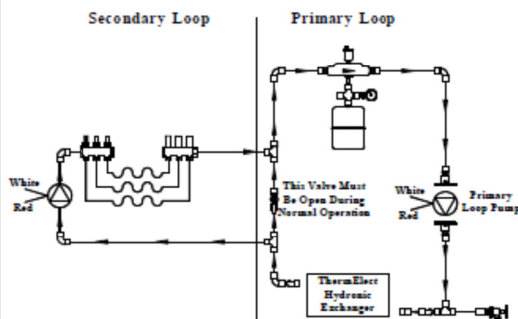 Secondary Loop
Primary Loop
White
Red
This Valve Must
Be Open During
Normal Operation
White
Red
Primary
Loop Pump
ThermElect
Hydronic
Exchanger